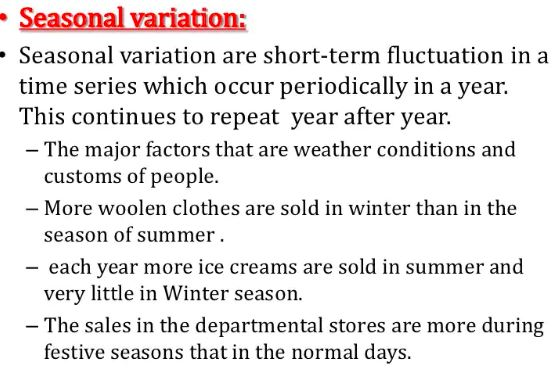 • Seasonal variation:
• Seasonal variation are short-term fluctuation in a
time series which occur periodically in a year.
This continues to repeat year after year.
– The major factors that are weather conditions and
customs of people.
– More woolen clothes are sold in winter than in the
season of summer .
– each year more ice creams are sold in summer and
very little in Winter season.
– The sales in the departmental stores are more during
festive seasons that in the normal days.